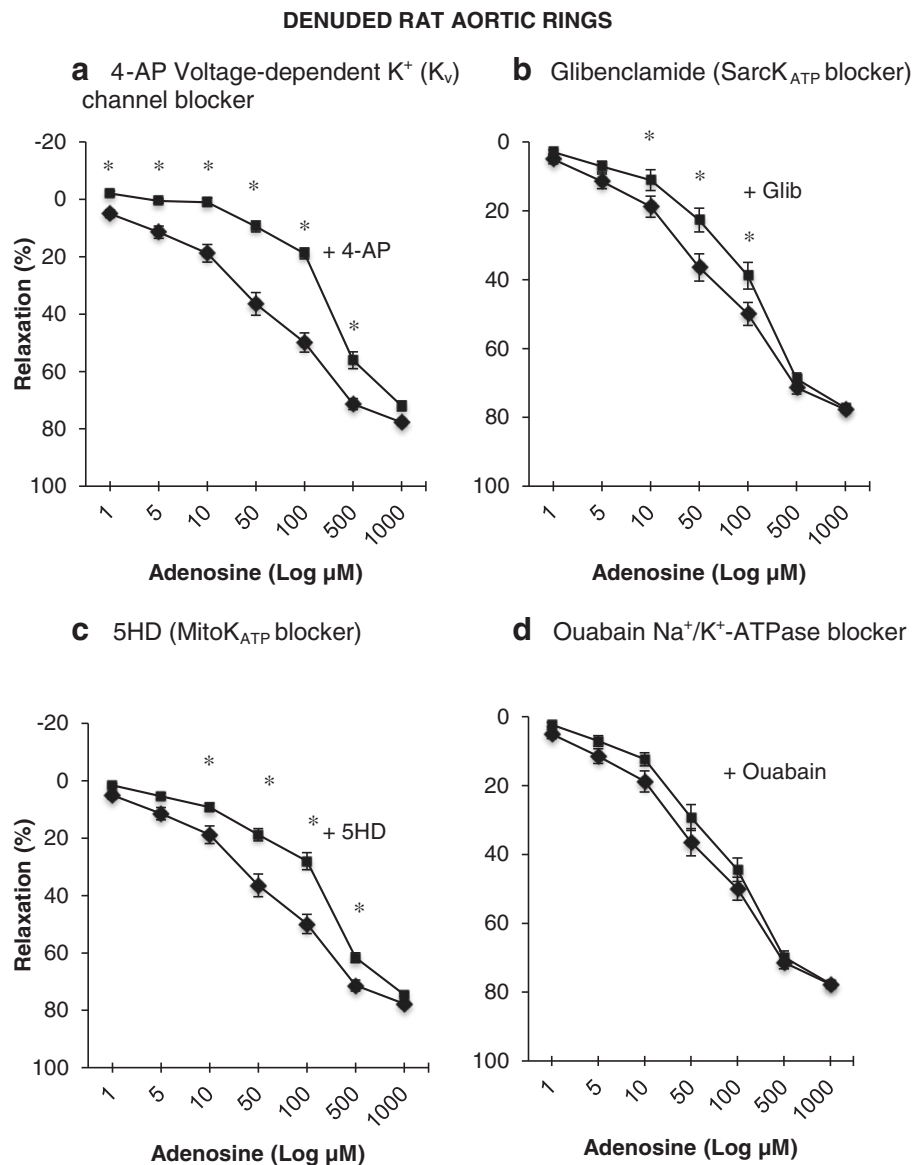 DENUDED RAT AORTIC RINGS
a 4-AP Voltage-dependent K⁺ (Kᵥ)
channel blocker
-20
0
20
40
60
80
100
Relaxation (%)
* * * * * *
+ 4-AP
1 5 10 50 100 500 1000
Adenosine (Log µM)
b Glibenclamide (SarcK_ATP blocker)
0
20
40
60
80
100
* * *
+ Glib
1 5 10 50 100 500 1000
Adenosine (Log µM)
c 5HD (MitoK_ATP blocker)
-20
0
20
40
60
80
100
Relaxation (%)
* * * *
+ 5HD
1 5 10 50 100 500 1000
Adenosine (Log µM)
d Ouabain Na⁺/K⁺-ATPase blocker
0
20
40
60
80
100
+ Ouabain
1 5 10 50 100 500 1000
Adenosine (Log µM)